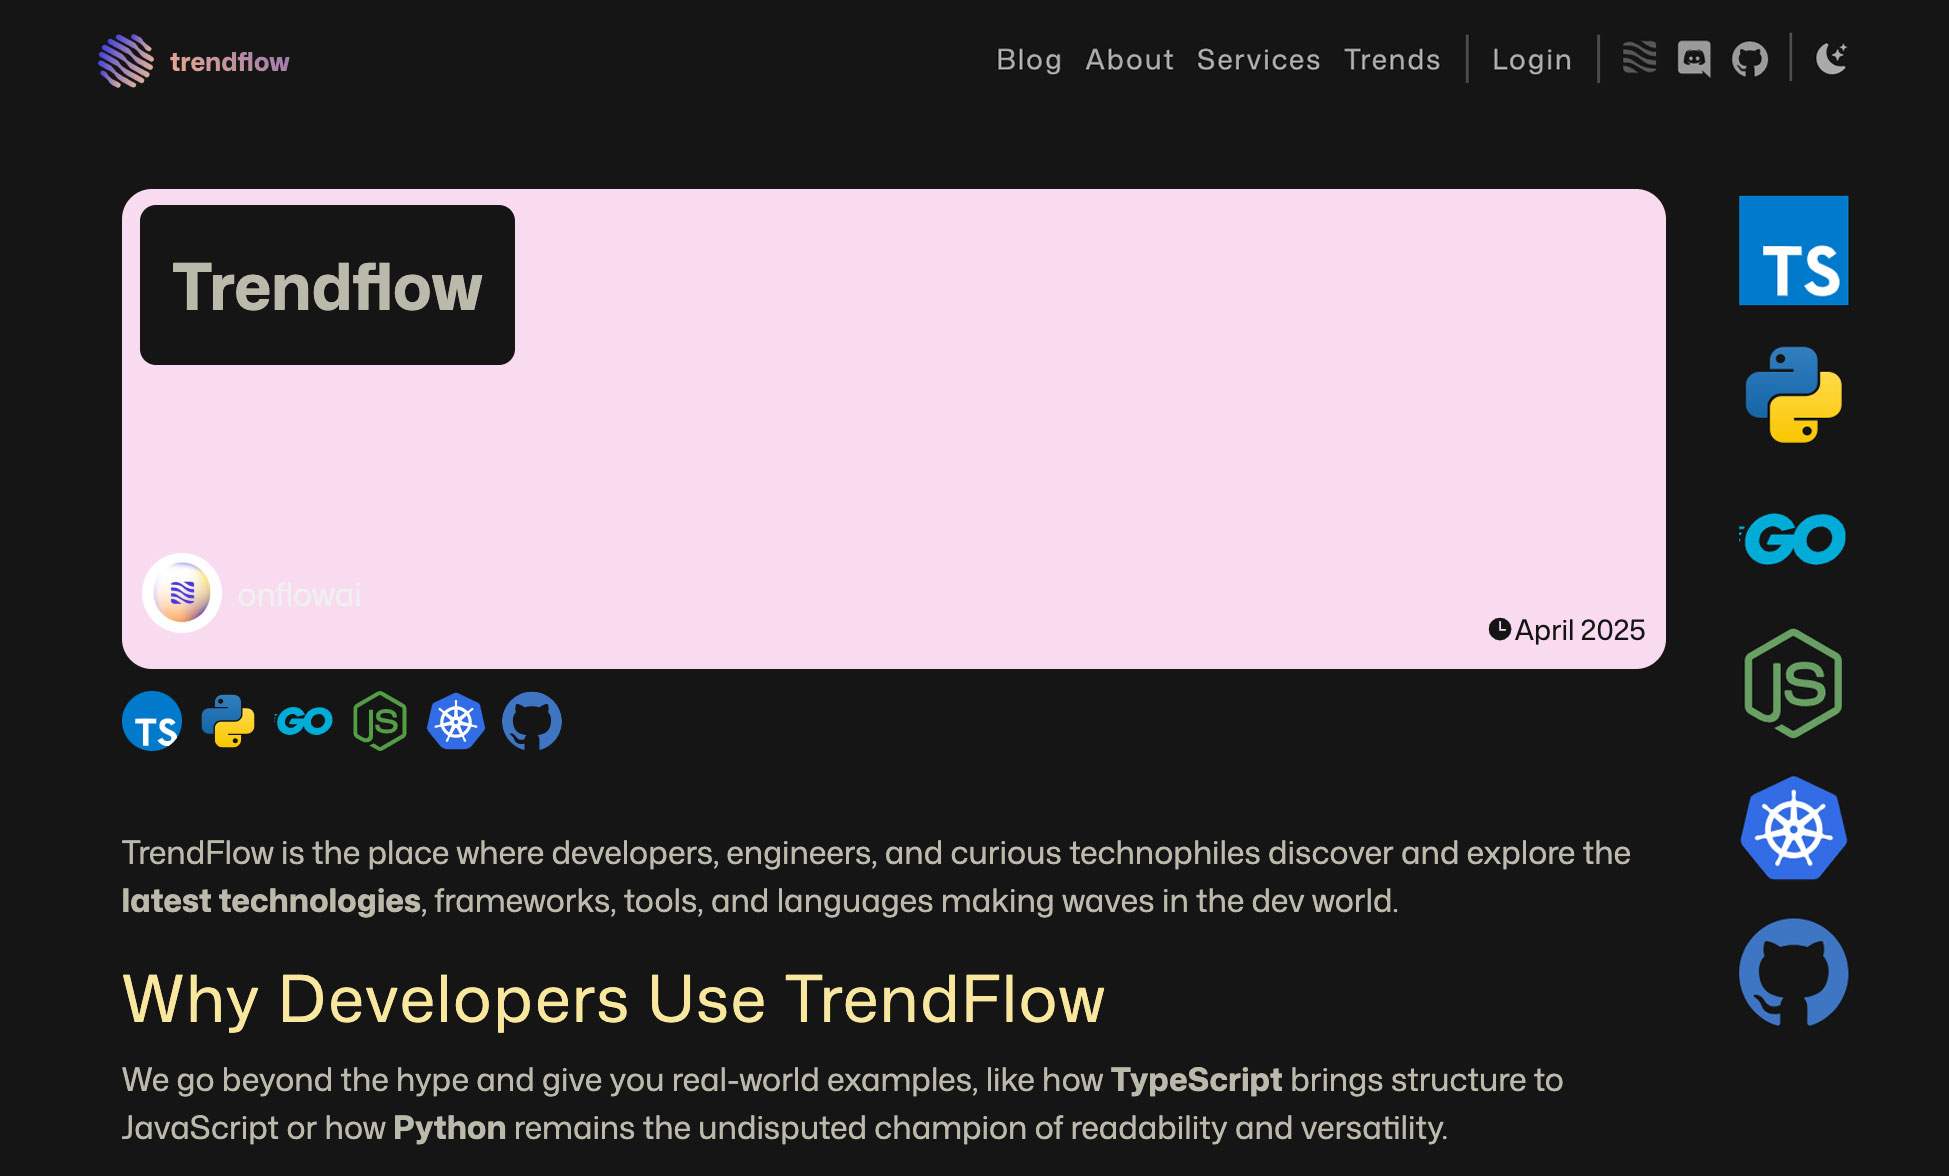 trendflow
Blog About Services Trends Login
Trendflow
onflowai
April 2025
TS
GO
JS
TS
GO
JS
TrendFlow is the place where developers, engineers, and curious technophiles discover and explore the
latest technologies, frameworks, tools, and languages making waves in the dev world.
Why Developers Use TrendFlow
We go beyond the hype and give you real-world examples, like how TypeScript brings structure to
JavaScript or how Python remains the undisputed champion of readability and versatility.